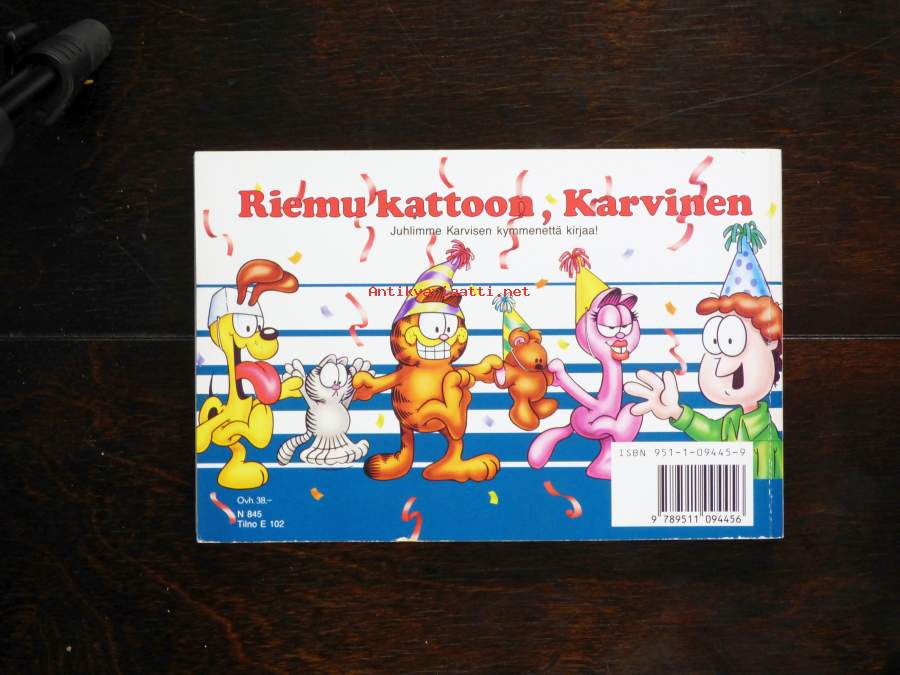 Riemu kattoon, Karvinen
Juhlimme Karvisen kymmenettä kirjaa!
Antikvariaatti.net
ISBN 951-1-09445-9
Ovh. 38,–
N 845
Tilno E 102
9 789511 094456